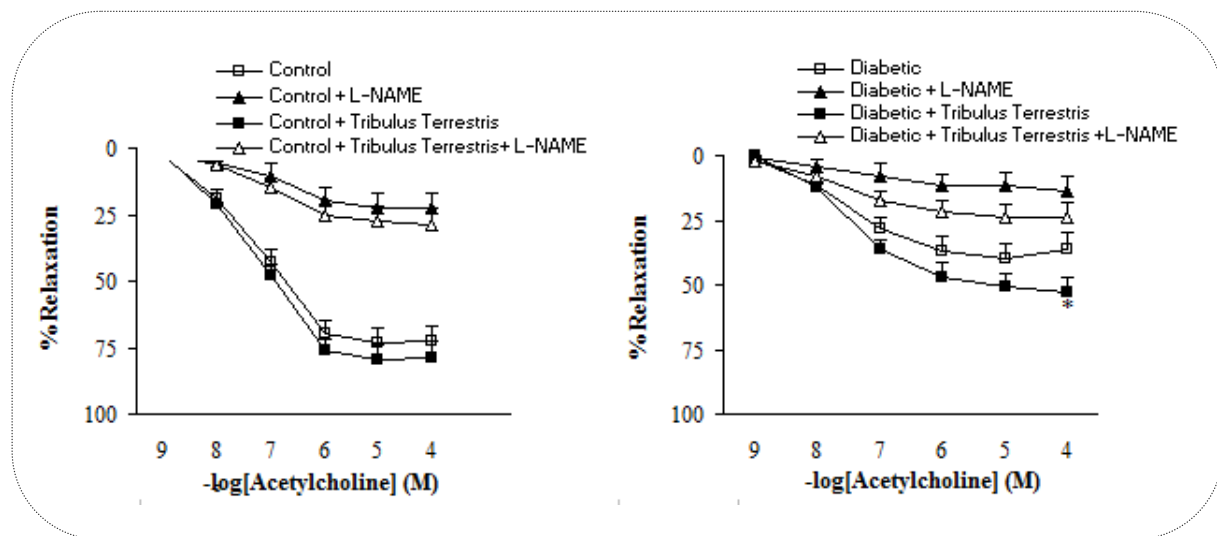 Control
Control + L-NAME
Control + Tribulus Terrestris
Control + Tribulus Terrestris+ L-NAME
0
25
50
75
100
%Relaxation
9 8 7 6 5 4
-log[Acetylcholine] (M)
Diabetic
Diabetic + L-NAME
Diabetic + Tribulus Terrestris
Diabetic + Tribulus Terrestris +L-NAME
0
25
50
75
100
%Relaxation
*
9 8 7 6 5 4
-log[Acetylcholine] (M)